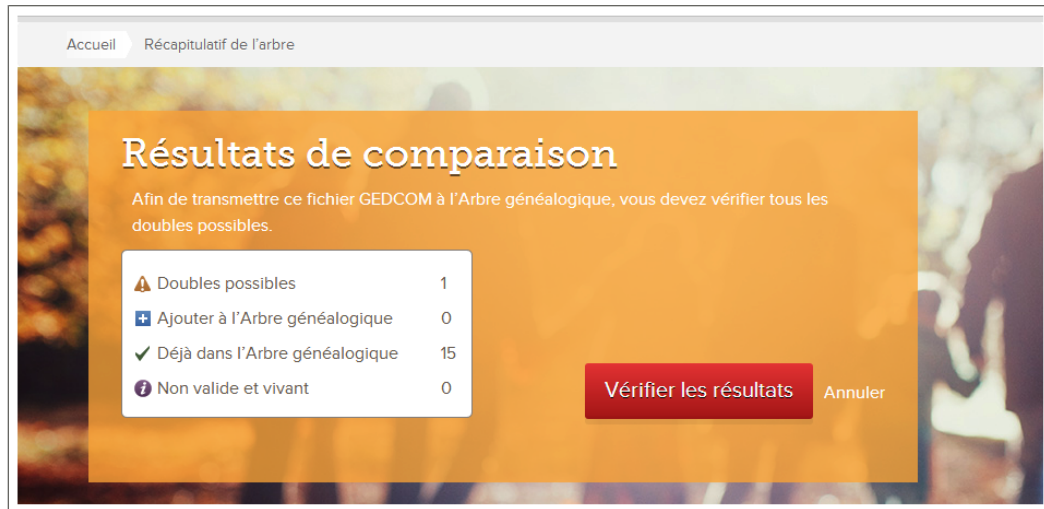 Accueil Récapitulatif de l'arbre
Résultats de comparaison
Afin de transmettre ce fichier GEDCOM à l'Arbre généalogique, vous devez vérifier tous les
doubles possibles.
Doubles possibles 1
Ajouter à l'Arbre généalogique 0
Déjà dans l'Arbre généalogique 15
Non valide et vivant 0
Vérifier les résultats Annuler